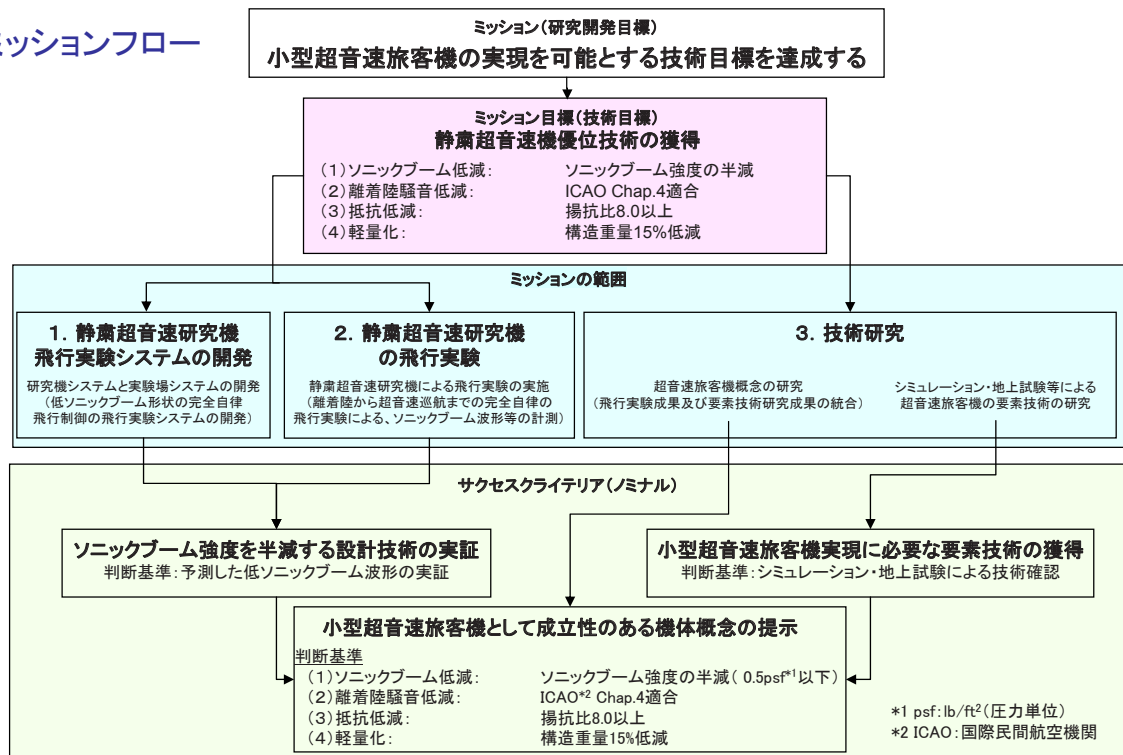 ミッションフロー
ミッション(研究開発目標)
小型超音速旅客機の実現を可能とする技術目標を達成する
ミッション目標(技術目標)
静粛超音速機優位技術の獲得
(1)ソニックブーム低減: ソニックブーム強度の半減
(2)離着陸騒音低減: ICAO Chap.4適合
(3)抵抗低減: 揚抗比8.0以上
(4)軽量化: 構造重量15%低減
ミッションの範囲
1. 静粛超音速研究機
飛行実験システムの開発
研究機システムと実験場システムの開発
(低ソニックブーム形状の完全自律
飛行制御の飛行実験システムの開発)
2. 静粛超音速研究機
の飛行実験
静粛超音速研究機による飛行実験の実施
(離着陸から超音速巡航までの完全自律の
飛行実験による、ソニックブーム波形等の計測)
3. 技術研究
超音速旅客機概念の研究
(飛行実験成果及び要素技術研究成果の統合)
シミュレーション・地上試験等による
超音速旅客機の要素技術の研究
サクセスクライテリア(ノミナル)
ソニックブーム強度を半減する設計技術の実証
判断基準:予測した低ソニックブーム波形の実証
小型超音速旅客機実現に必要な要素技術の獲得
判断基準:シミュレーション・地上試験による技術確認
小型超音速旅客機として成立性のある機体概念の提示
判断基準
(1)ソニックブーム低減: ソニックブーム強度の半減( 0.5psf*1以下)
(2)離着陸騒音低減: ICAO*2 Chap.4適合
(3)抵抗低減: 揚抗比8.0以上
(4)軽量化: 構造重量15%低減
*1 psf:lb/ft2(圧力単位)
*2 ICAO:国際民間航空機関